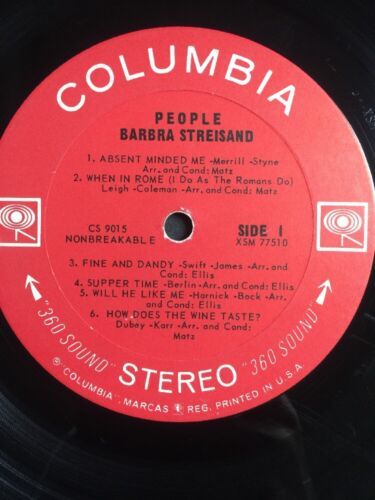 COLUMBIA
PEOPLE
BARBRA STREISAND
1. ABSENT MINDED ME -Merrill -Styne
Arr. and Cond: Matz
2. WHEN IN ROME (I Do As The Romans Do)
Leigh -Coleman -Arr. and Cond: Matz
CS 9015
NONBREAKABLE
SIDE 1
XSM 77510
3. FINE AND DANDY -Swift -James -Arr. and
Cond: Ellis
4. SUPPER TIME -Berlin -Arr. and Cond: Ellis
5. WILL HE LIKE ME -Harnick -Bock -Arr. and
Cond: Ellis
6. HOW DOES THE WINE TASTE?
Dubey -Karr -Arr. and Cond:
Matz
"360 SOUND" STEREO "360 SOUND"
℗"COLUMBIA", MARCAS REG. PRINTED IN U.S.A.